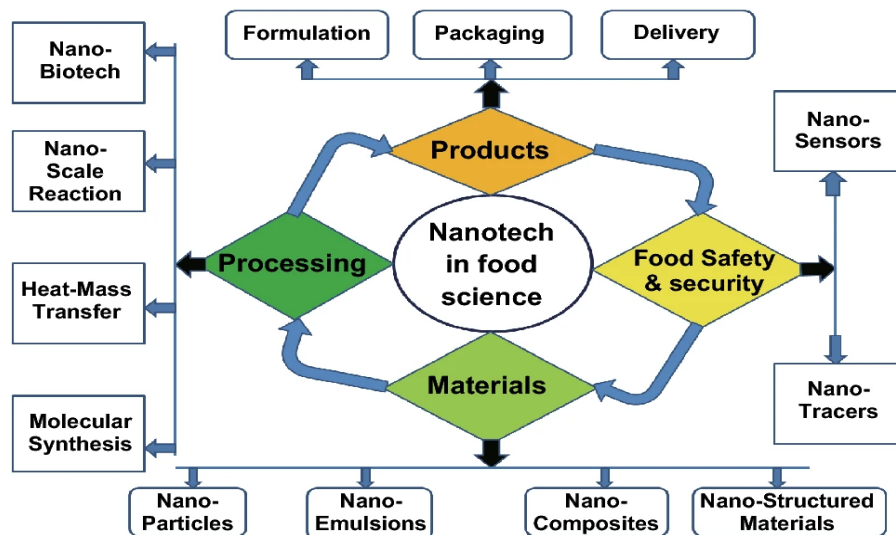 Formulation
Packaging
Delivery
Nano-
Biotech
Nano-
Scale
Reaction
Heat-Mass
Transfer
Molecular
Synthesis
Products
Processing
Nanotech
in food
science
Food Safety
& security
Materials
Nano-
Sensors
Nano-
Tracers
Nano-
Particles
Nano-
Emulsions
Nano-
Composites
Nano-Structured
Materials